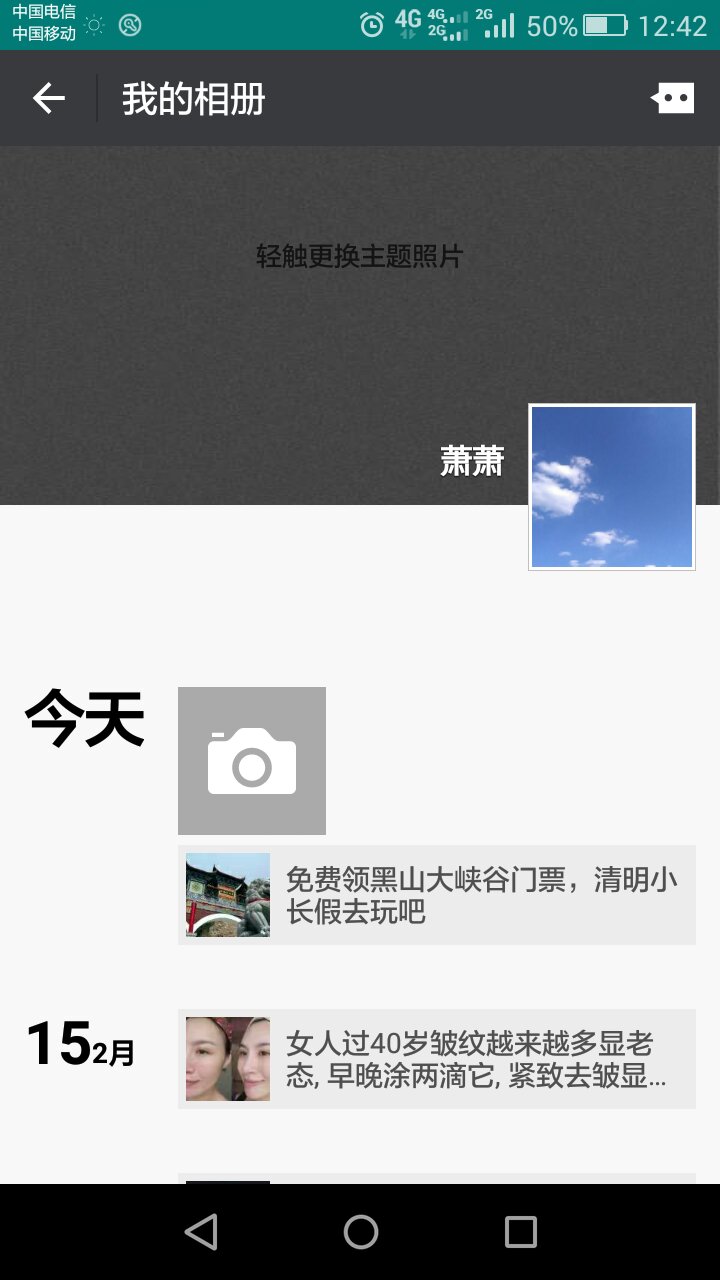 中国电信
中国移动
4G 4G 2G 2G 50% 12:42
我的相册
轻触更换主题照片
萧萧
今天
免费领黑山大峡谷门票，清明小
长假去玩吧
15 2月
女人过40岁皱纹越来越多显老
态, 早晚涂两滴它, 紧致去皱显...